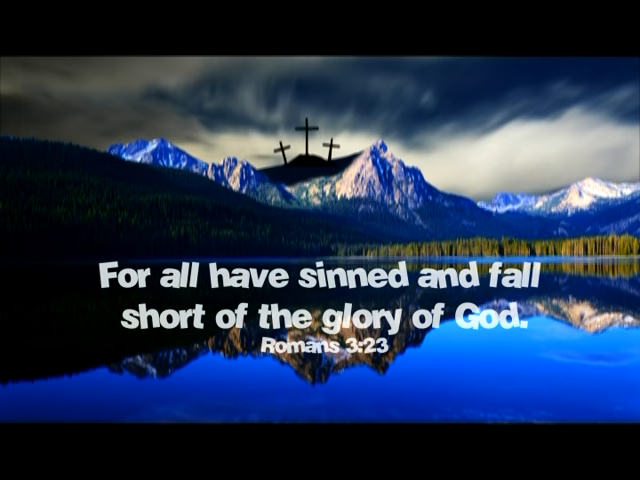 For all have sinned and fall
short of the glory of God.
Romans 3:23